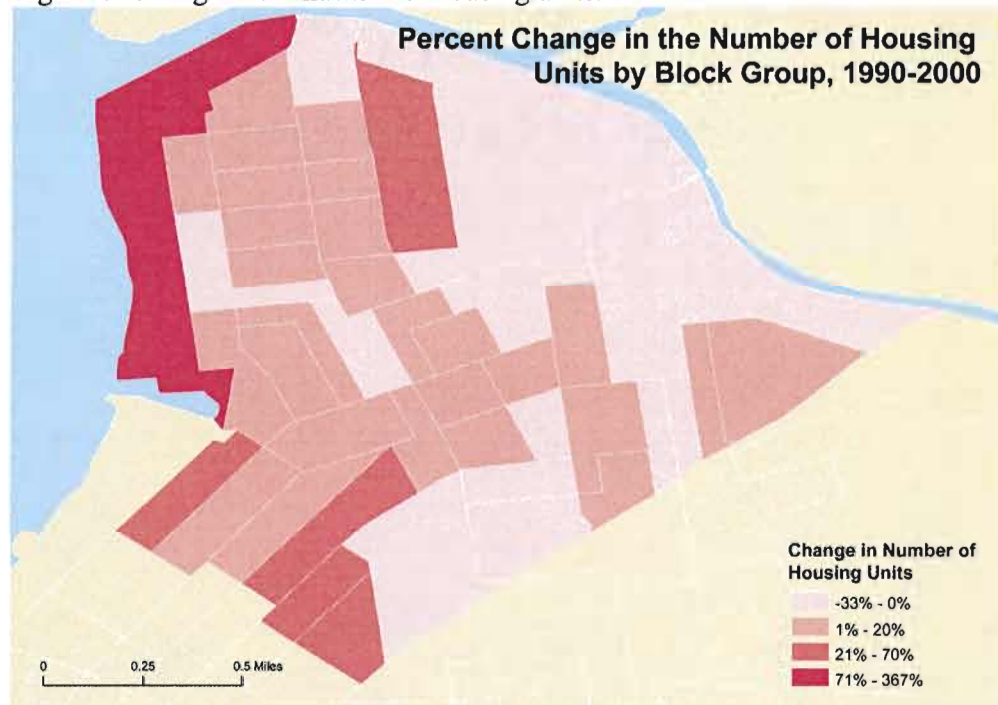 Percent Change in the Number of Housing
Units by Block Group, 1990-2000
Change in Number of
Housing Units
-33% - 0%
1% - 20%
21% - 70%
71% - 367%
0 0.25 0.5 Miles